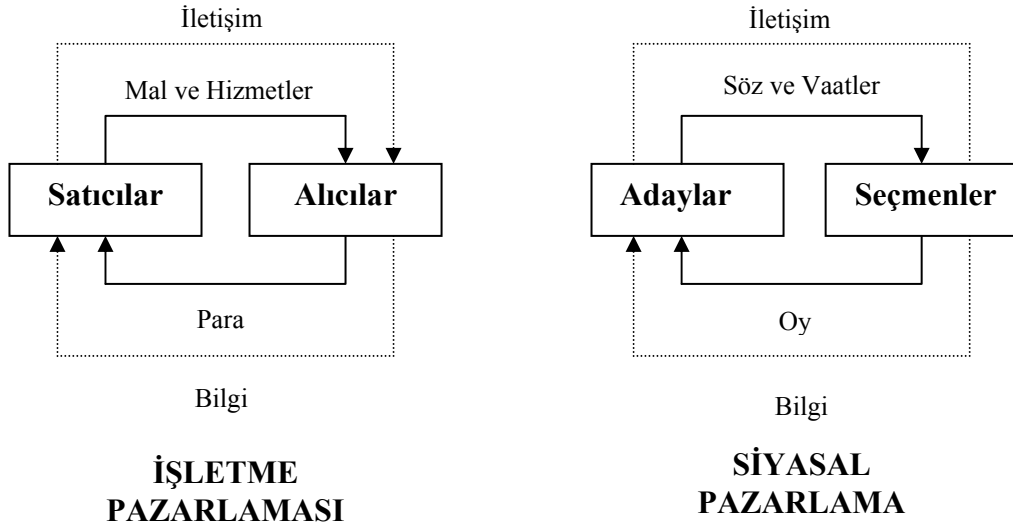 İletişim
Mal ve Hizmetler
Satıcılar
Alıcılar
Para
Bilgi
İŞLETME
PAZARLAMASI
İletişim
Söz ve Vaatler
Adaylar
Seçmenler
Oy
Bilgi
SİYASAL
PAZARLAMA